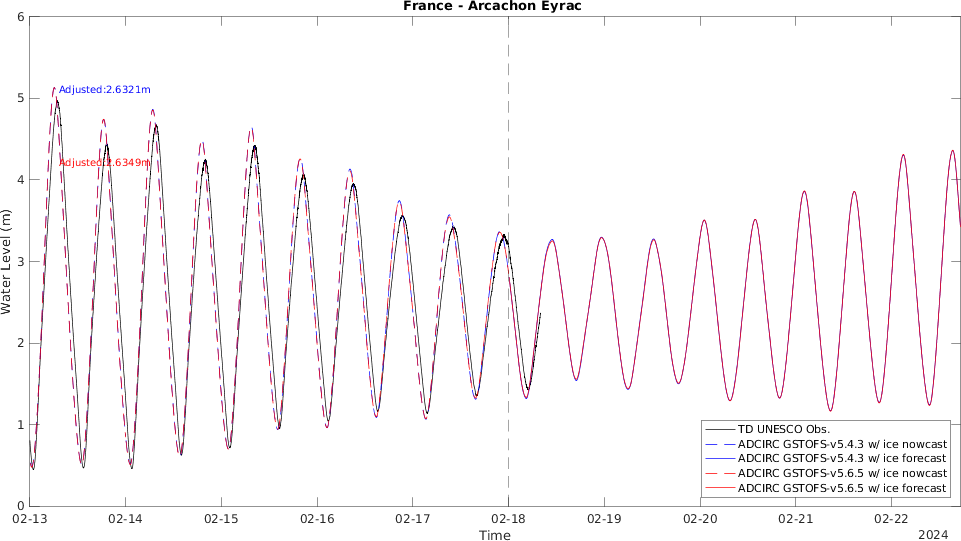 France - Arcachon Eyrac
6
5
4
3
2
1
0
Water Level (m)
Adjusted:2.6321m
Adjusted:2.6349m
02-13
02-14
02-15
02-16
02-17
02-18
02-19
02-20
02-21
02-22
Time
2024
TD UNESCO Obs.
ADCIRC GSTOFS-v5.4.3 w/ ice nowcast
ADCIRC GSTOFS-v5.4.3 w/ ice forecast
ADCIRC GSTOFS-v5.6.5 w/ ice nowcast
ADCIRC GSTOFS-v5.6.5 w/ ice forecast